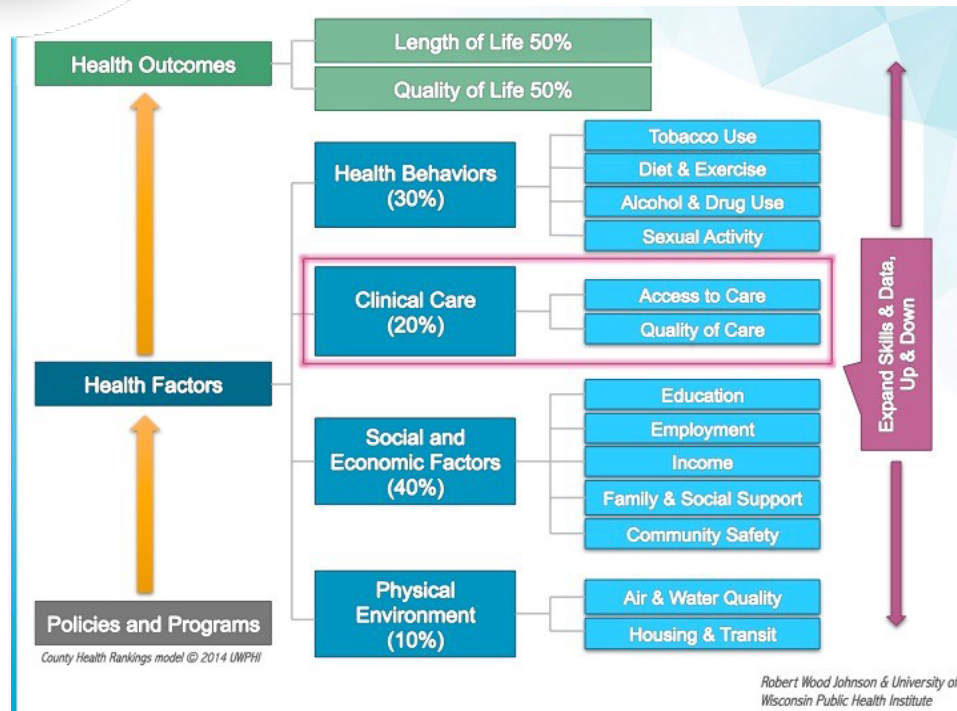 Health Outcomes
Length of Life 50%
Quality of Life 50%
Health Behaviors
(30%)
Tobacco Use
Diet & Exercise
Alcohol & Drug Use
Sexual Activity
Clinical Care
(20%)
Access to Care
Quality of Care
Health Factors
Social and
Economic Factors
(40%)
Education
Employment
Income
Family & Social Support
Community Safety
Physical
Environment
(10%)
Air & Water Quality
Housing & Transit
Policies and Programs
County Health Rankings model © 2014 UWPHI
Expand Skills & Data,
Up & Down
Robert Wood Johnson & University of
Wisconsin Public Health Institute